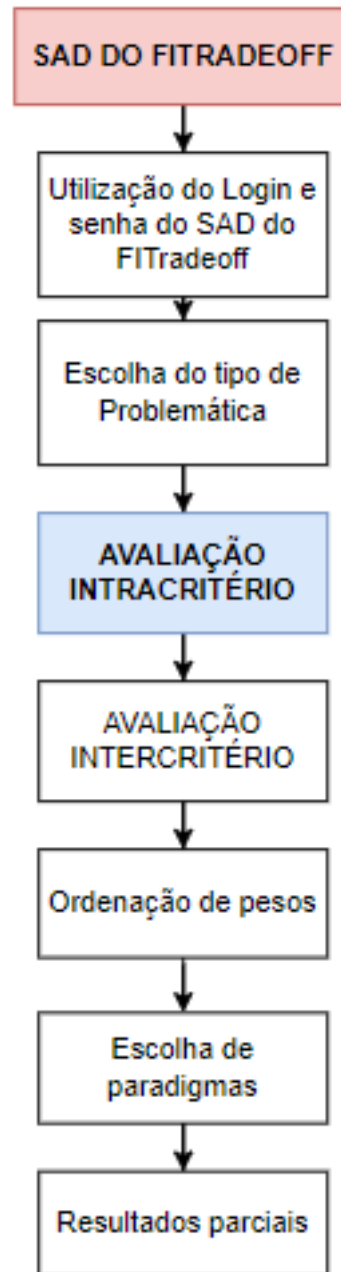 SAD DO FITRADEOFF
Utilização do Login e
senha do SAD do
FITradeoff
Escolha do tipo de
Problemática
AVALIAÇÃO
INTRACRITÉRIO
AVALIAÇÃO
INTERCRITÉRIO
Ordenação de pesos
Escolha de
paradigmas
Resultados parciais